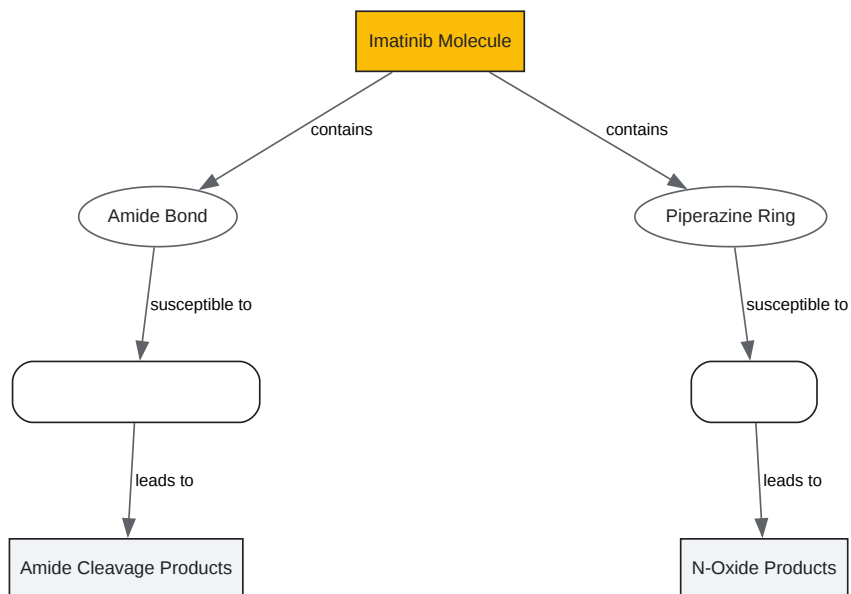 Imatinib Molecule
contains
contains
Amide Bond
Piperazine Ring
susceptible to
susceptible to
leads to
leads to
Amide Cleavage Products
N-Oxide Products